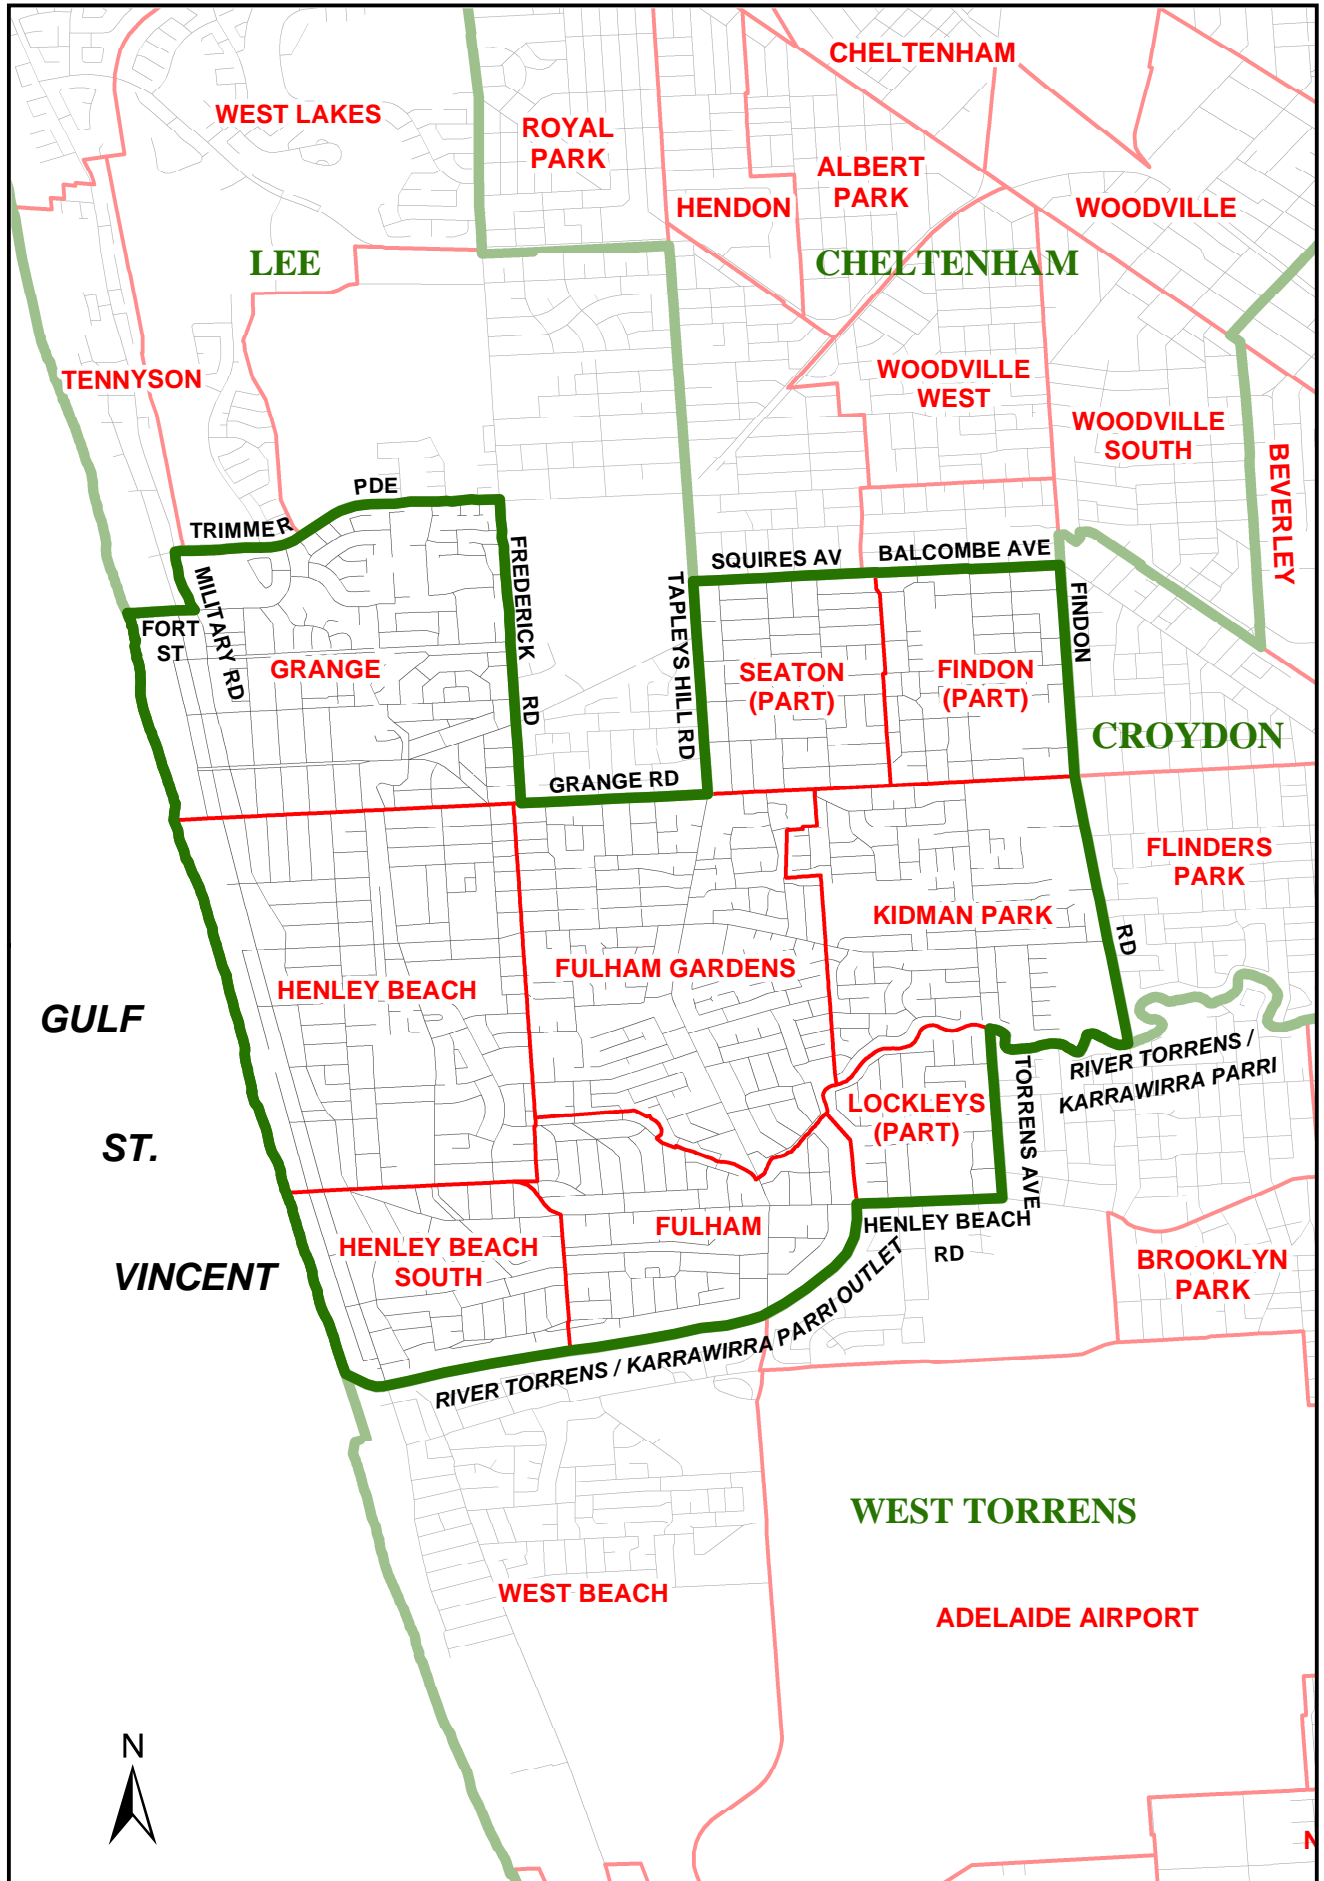 CHELTENHAM
WEST LAKES
ROYAL
PARK
ALBERT
PARK
HENDON
WOODVILLE
LEE
CHELTENHAM
TENNYSON
WOODVILLE
WEST
WOODVILLE
SOUTH
BEVERLEY
PDE
TRIMMER
SQUIRES AV
BALCOMBE AVE
FREDERICK
RD
MILITARY RD
FORT
ST
TAPLEYS HILL RD
FINDON
GRANGE
SEATON
(PART)
FINDON
(PART)
CROYDON
GRANGE RD
FLINDERS
PARK
KIDMAN PARK
RD
FULHAM GARDENS
HENLEY BEACH
GULF
ST.
VINCENT
RIVER TORRENS /
KARRAWIRRA PARRI
LOCKLEYS
(PART)
TORRENS AVE
HENLEY BEACH
RD
FULHAM
HENLEY BEACH
SOUTH
BROOKLYN
PARK
RIVER TORRENS / KARRAWIRRA PARRI OUTLET
WEST TORRENS
WEST BEACH
ADELAIDE AIRPORT
N